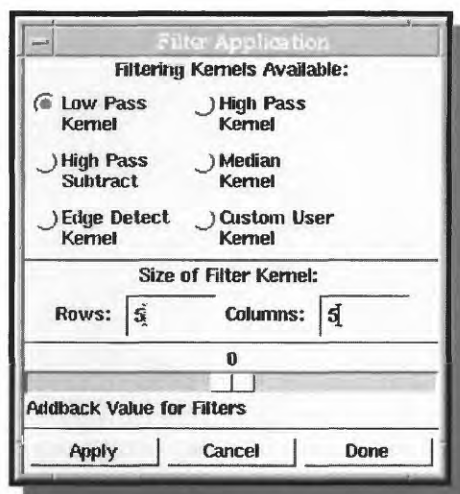 Filter Application
Filtering Kernels Available:
Low Pass Kernel
High Pass Kernel
High Pass Subtract
Median Kernel
Edge Detect Kernel
Custom User Kernel
Size of Filter Kernel:
Rows: 5 Columns: 5
0
Addback Value for Filters
Apply Cancel Done